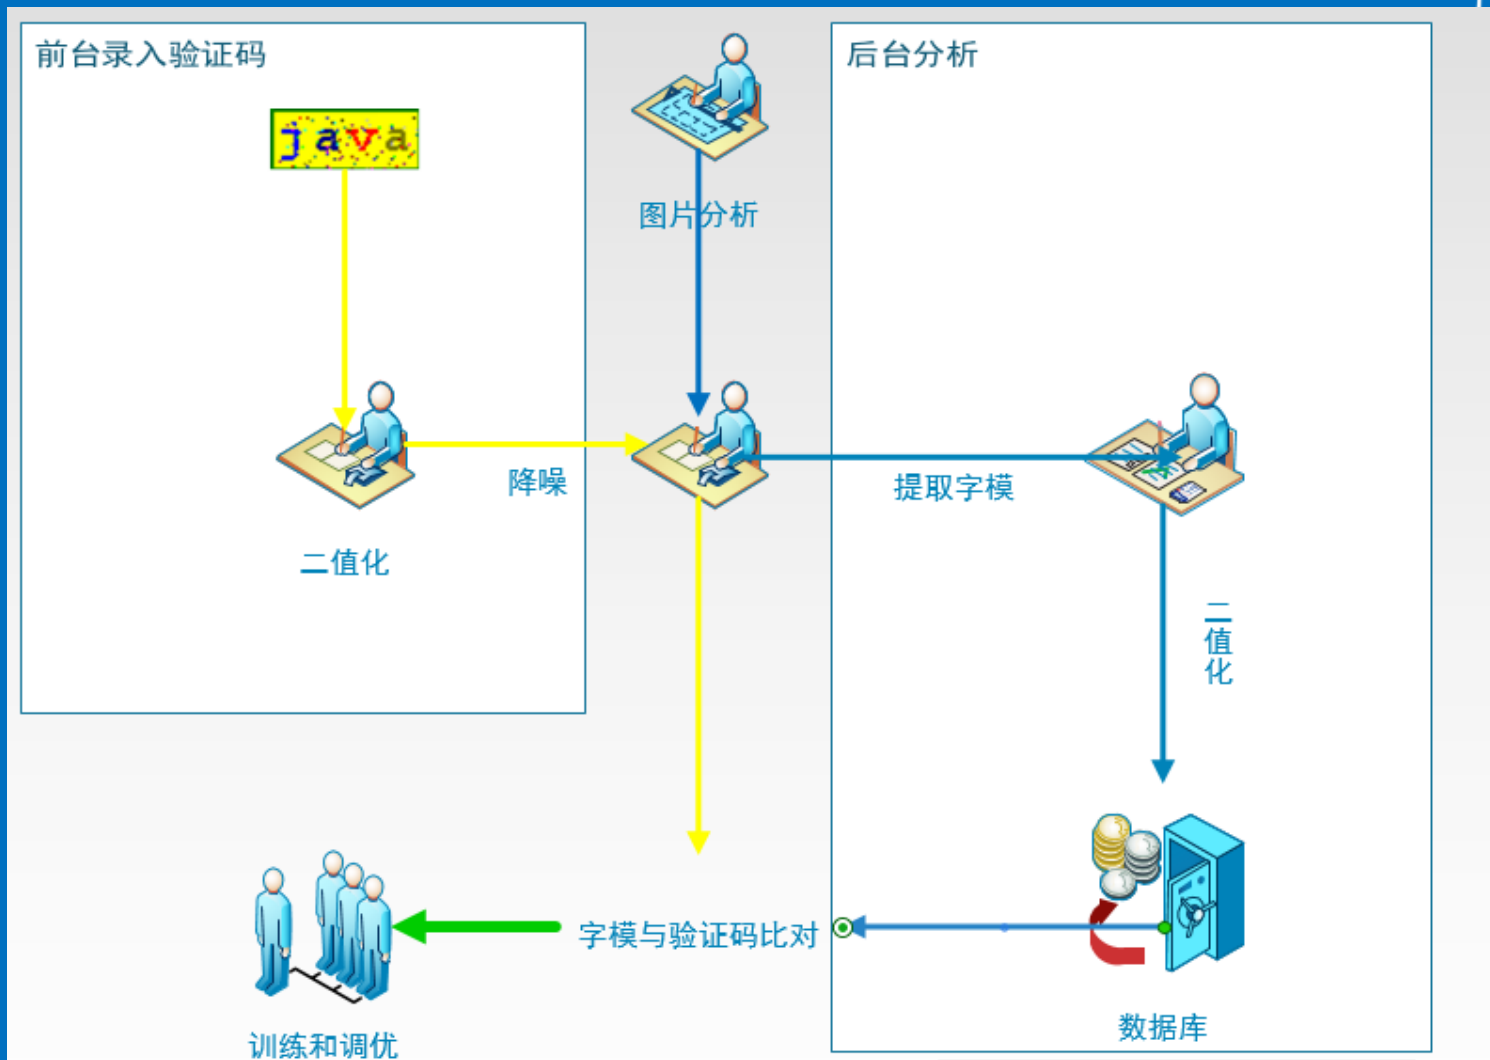 前台录入验证码
java
图片分析
后台分析
降噪
提取字模
二值化
二值化
字模与验证码比对
数据库
训练和调优